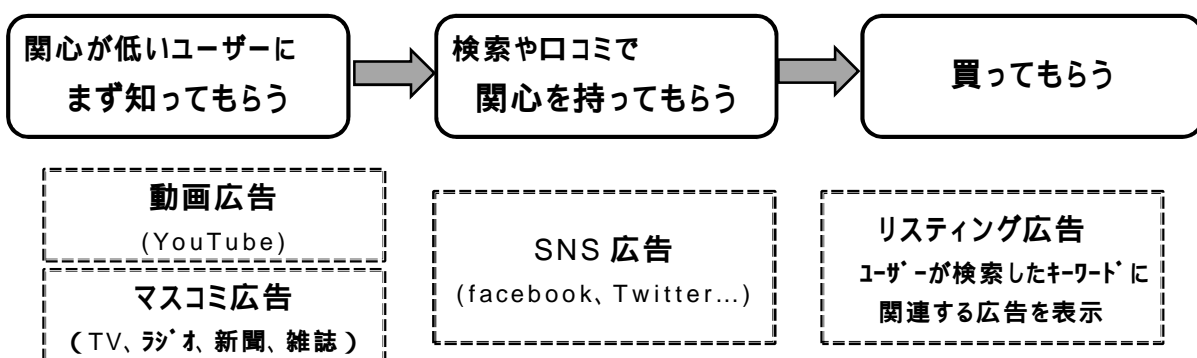 関心が低いユーザーに
まず知ってもらう
検索や口コミで
関心を持ってもらう
買ってもらう
動画広告
(YouTube)
マスコミ広告
(TV、ﾗｼﾞｵ、新聞、雑誌)
SNS 広告
(facebook、Twitter…)
リスティング広告
ﾕｰｻﾞｰが検索したｷｰﾜｰﾄﾞに
関連する広告を表示